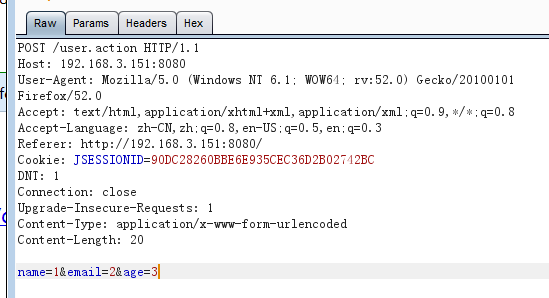 Raw Params Headers Hex
POST /user.action HTTP/1.1
Host: 192.168.3.151:8080
User-Agent: Mozilla/5.0 (Windows NT 6.1; WOW64; rv:52.0) Gecko/20100101
Firefox/52.0
Accept: text/html,application/xhtml+xml,application/xml;q=0.9,*/*;q=0.8
Accept-Language: zh-CN,zh;q=0.8,en-US;q=0.5,en;q=0.3
Referer: http://192.168.3.151:8080/
Cookie: JSESSIONID=90DC28260BBE6E935CEC36D2B02742BC
DNT: 1
Connection: close
Upgrade-Insecure-Requests: 1
Content-Type: application/x-www-form-urlencoded
Content-Length: 20

name=1&email=2&age=3